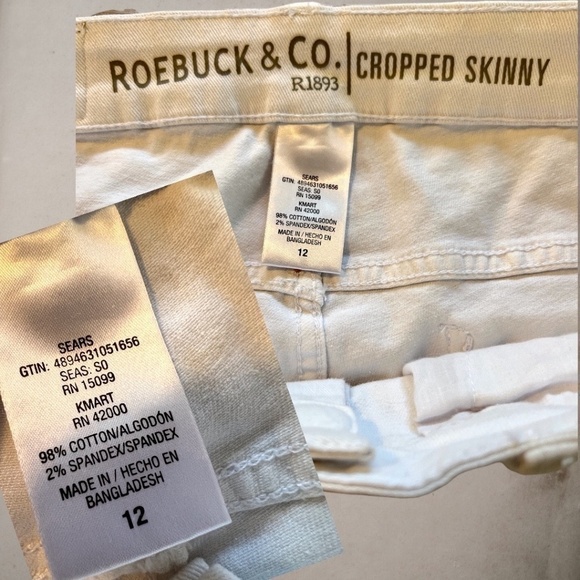 ROEBUCK & CO. CROPPED SKINNY
R1893
SEARS
GTIN: 4894631051656
SEAS: S0
RN 15099
KMART
RN 42000
98% COTTON/ALGODÓN
2% SPANDEX/SPANDEX
MADE IN / HECHO EN
BANGLADESH
12
SEARS
GTIN: 4894631051656
SEAS: S0
RN 15099
KMART
RN 42000
98% COTTON/ALGODÓN
2% SPANDEX/SPANDEX
MADE IN / HECHO EN
BANGLADESH
12